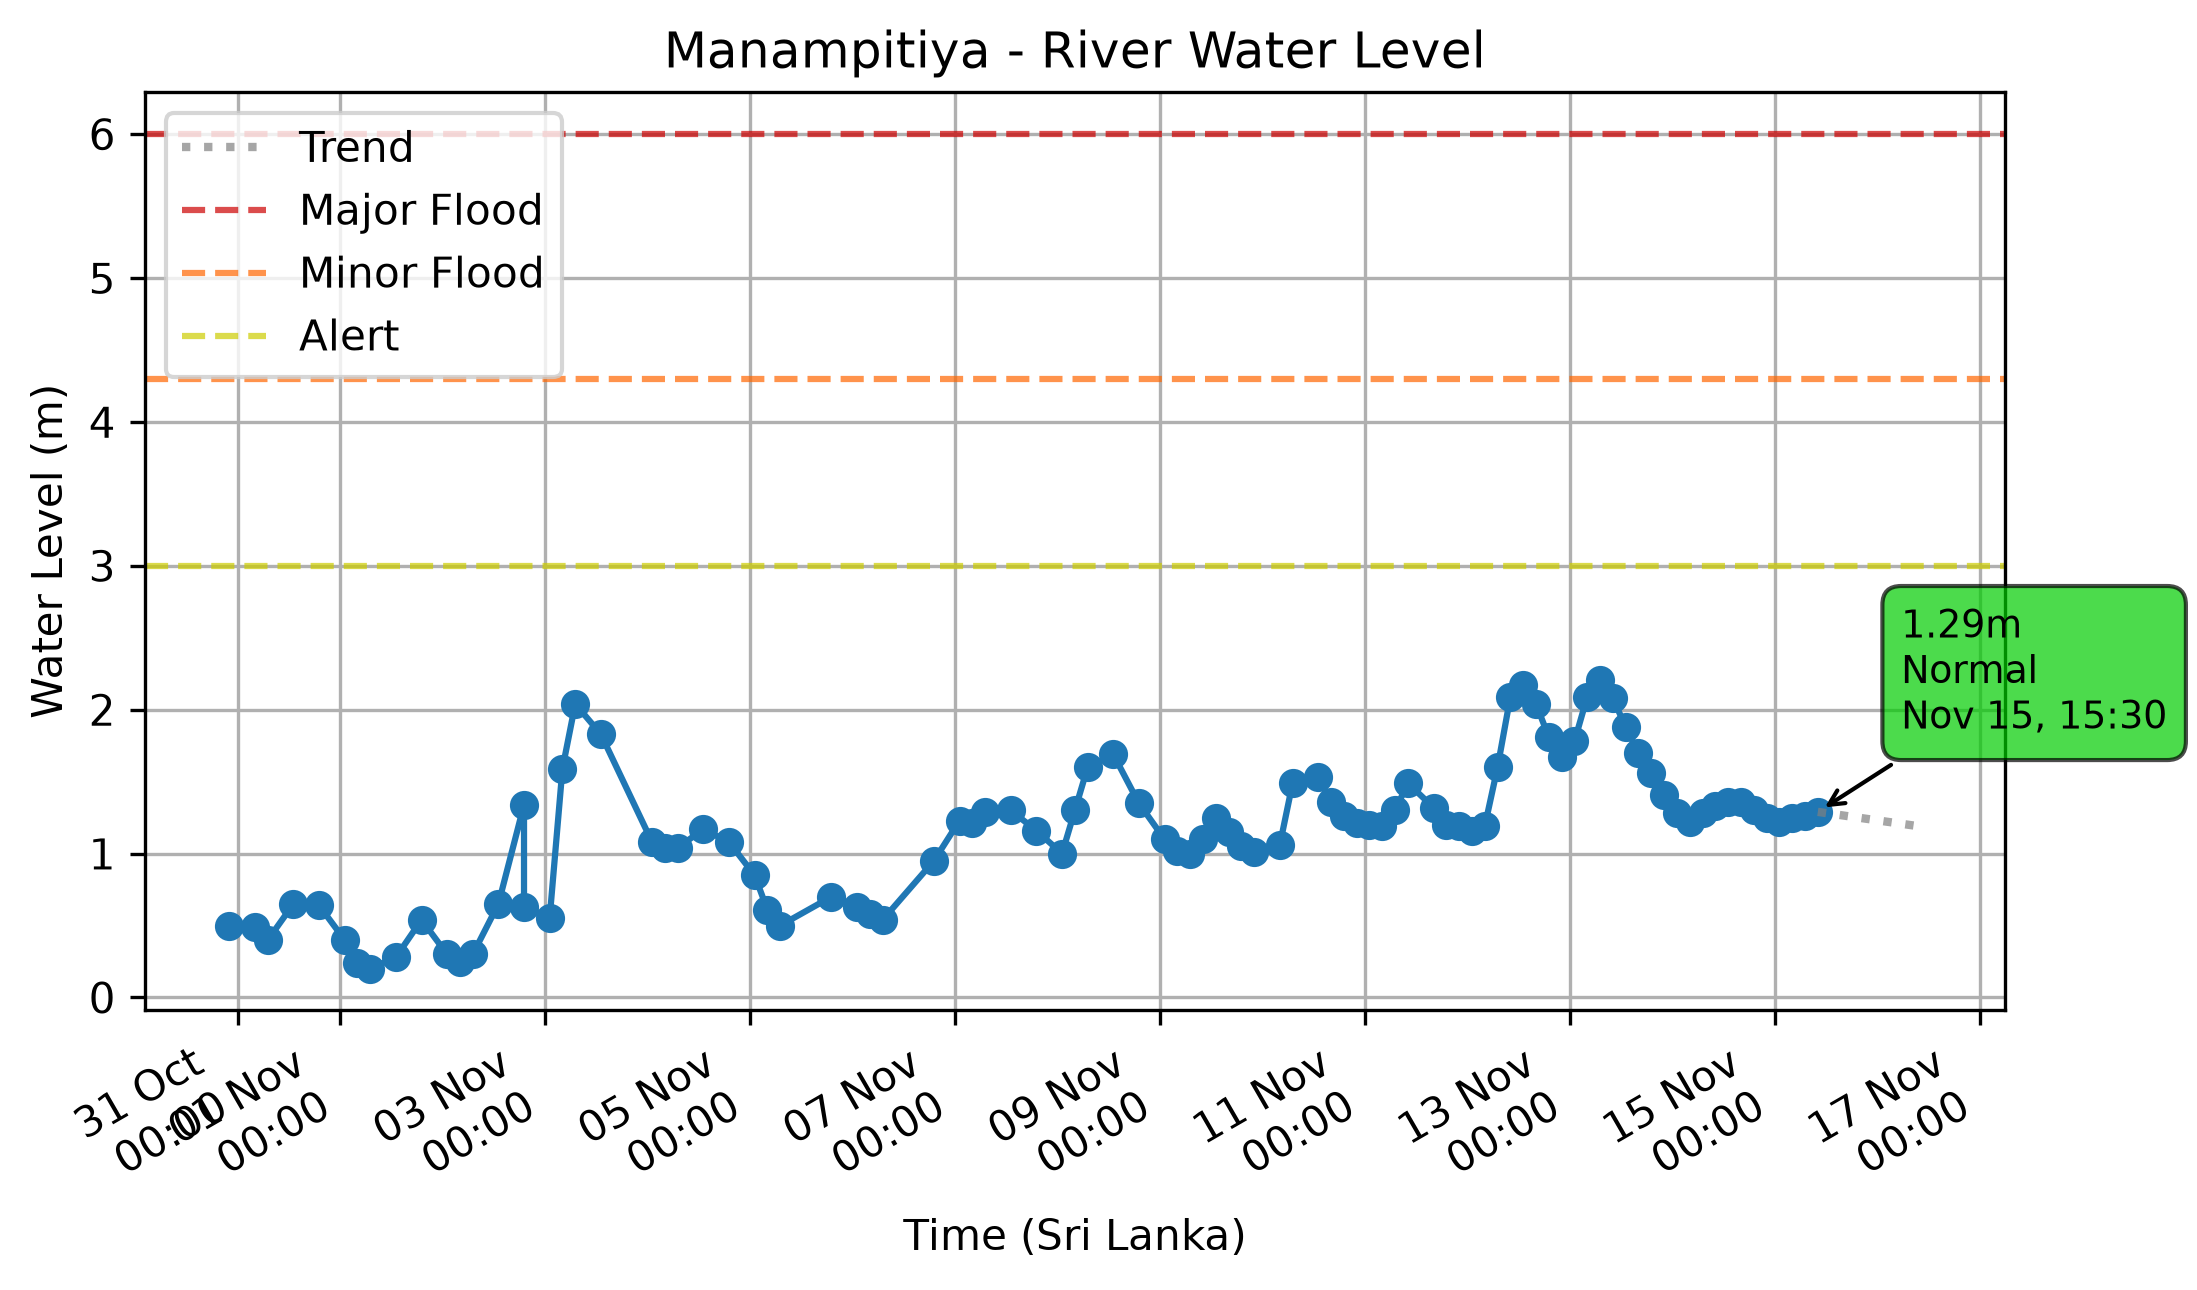 Manampitiya - River Water Level
Trend
Major Flood
Minor Flood
Alert
Water Level (m)
6
5
4
3
2
1
0
1.29m
Normal
Nov 15, 15:30
31 Oct
00:00
01 Nov
00:00
03 Nov
00:00
05 Nov
00:00
07 Nov
00:00
09 Nov
00:00
11 Nov
00:00
13 Nov
00:00
15 Nov
00:00
17 Nov
00:00
Time (Sri Lanka)